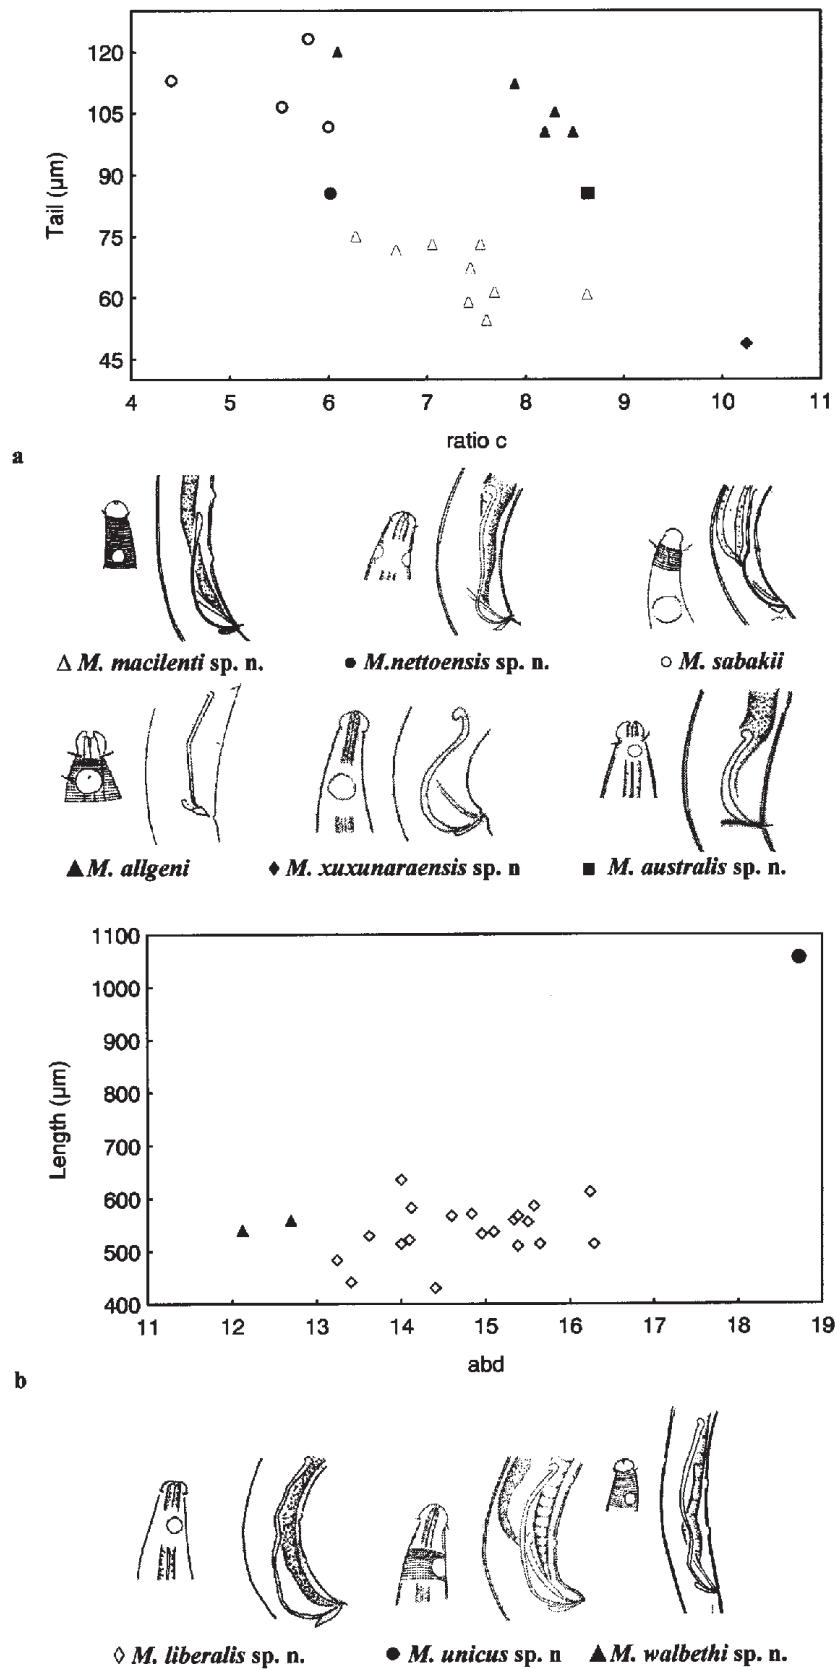 120
105
90
75
60
45
Tail (μm)
4 5 6 7 8 9 10 11
ratio c
a
△ M. macilenti sp. n.
● M.nettoensis sp. n.
○ M. sabakii
▲ M. allgeni
◆ M. xuxunaraensis sp. n
■ M. australis sp. n.
1100
1000
900
800
700
600
500
400
Length (μm)
11 12 13 14 15 16 17 18 19
abd
b
◇ M. liberalis sp. n.
● M. unicus sp. n
▲ M. walbethi sp. n.